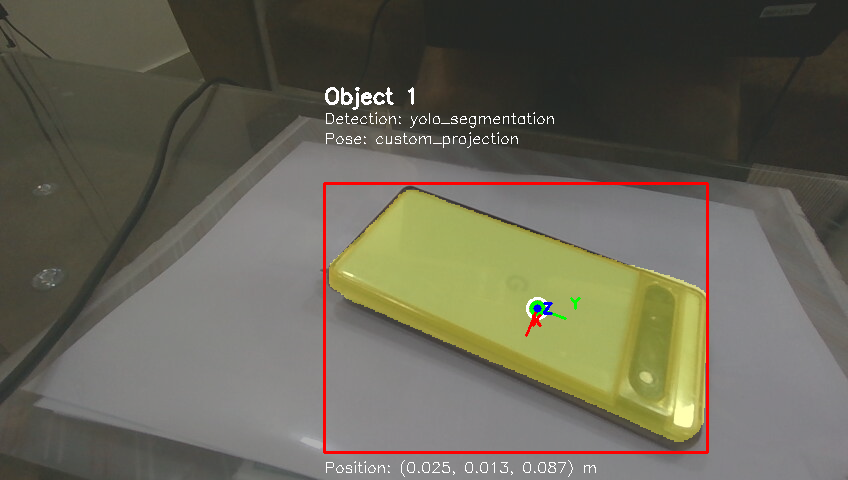 Object 1
Detection: yolo_segmentation
Pose: custom_projection
G
Z
Y
X
Position: (0.025, 0.013, 0.087) m